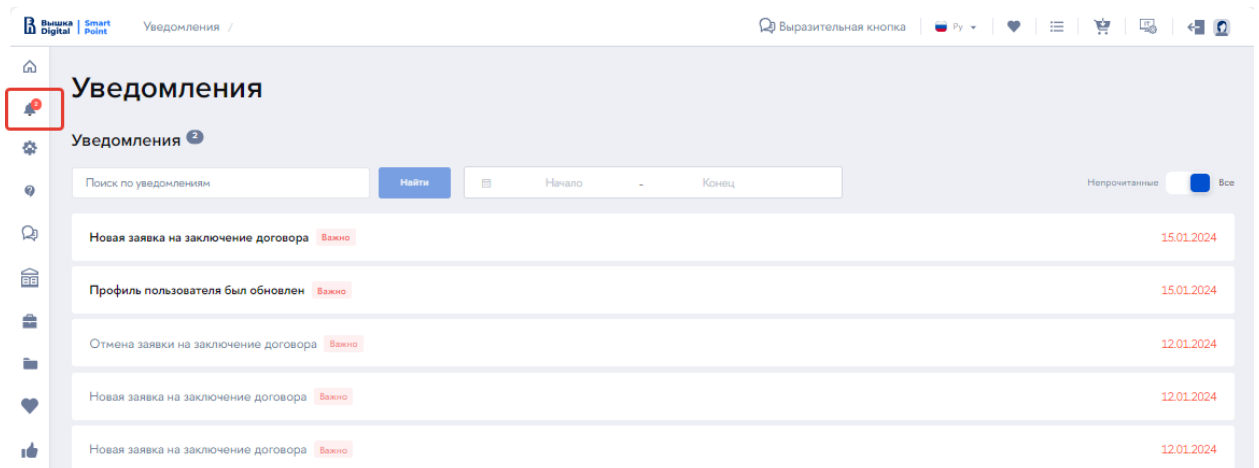 Вышка Digital | Smart Point
Уведомления /
Выразительная кнопка
Ру
Уведомления
2
Уведомления 2
Поиск по уведомлениям
Найти
Начало - Конец
Непрочитанные
Все
Новая заявка на заключение договора Важно 15.01.2024
Профиль пользователя был обновлен Важно 15.01.2024
Отмена заявки на заключение договора Важно 12.01.2024
Новая заявка на заключение договора Важно 12.01.2024
Новая заявка на заключение договора Важно 12.01.2024